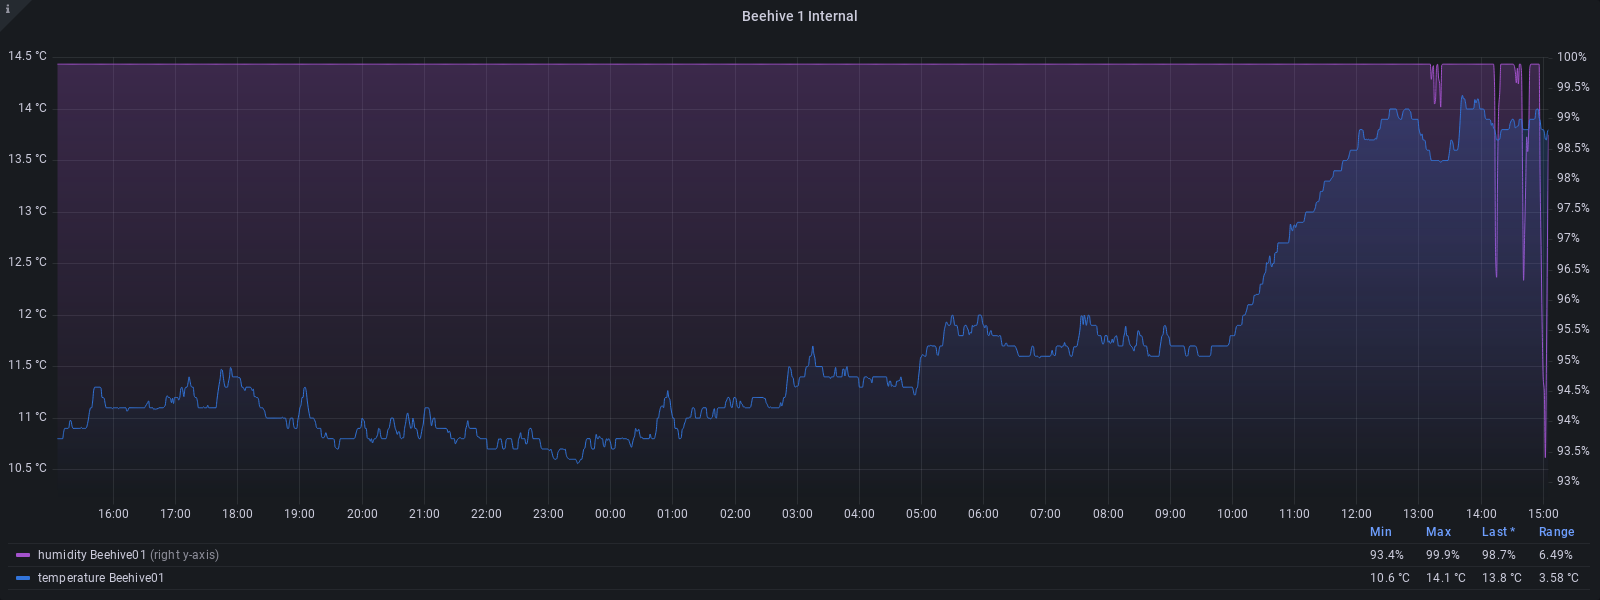 i
Beehive 1 Internal
14.5 °C
14 °C
13.5 °C
13 °C
12.5 °C
12 °C
11.5 °C
11 °C
10.5 °C
100%
99.5%
99%
98.5%
98%
97.5%
97%
96.5%
96%
95.5%
95%
94.5%
94%
93.5%
93%
16:00 17:00 18:00 19:00 20:00 21:00 22:00 23:00 00:00 01:00 02:00 03:00 04:00 05:00 06:00 07:00 08:00 09:00 10:00 11:00 12:00 13:00 14:00 15:00
Min Max Last * Range
humidity Beehive01 (right y-axis) 93.4% 99.9% 98.7% 6.49%
temperature Beehive01 10.6 °C 14.1 °C 13.8 °C 3.58 °C